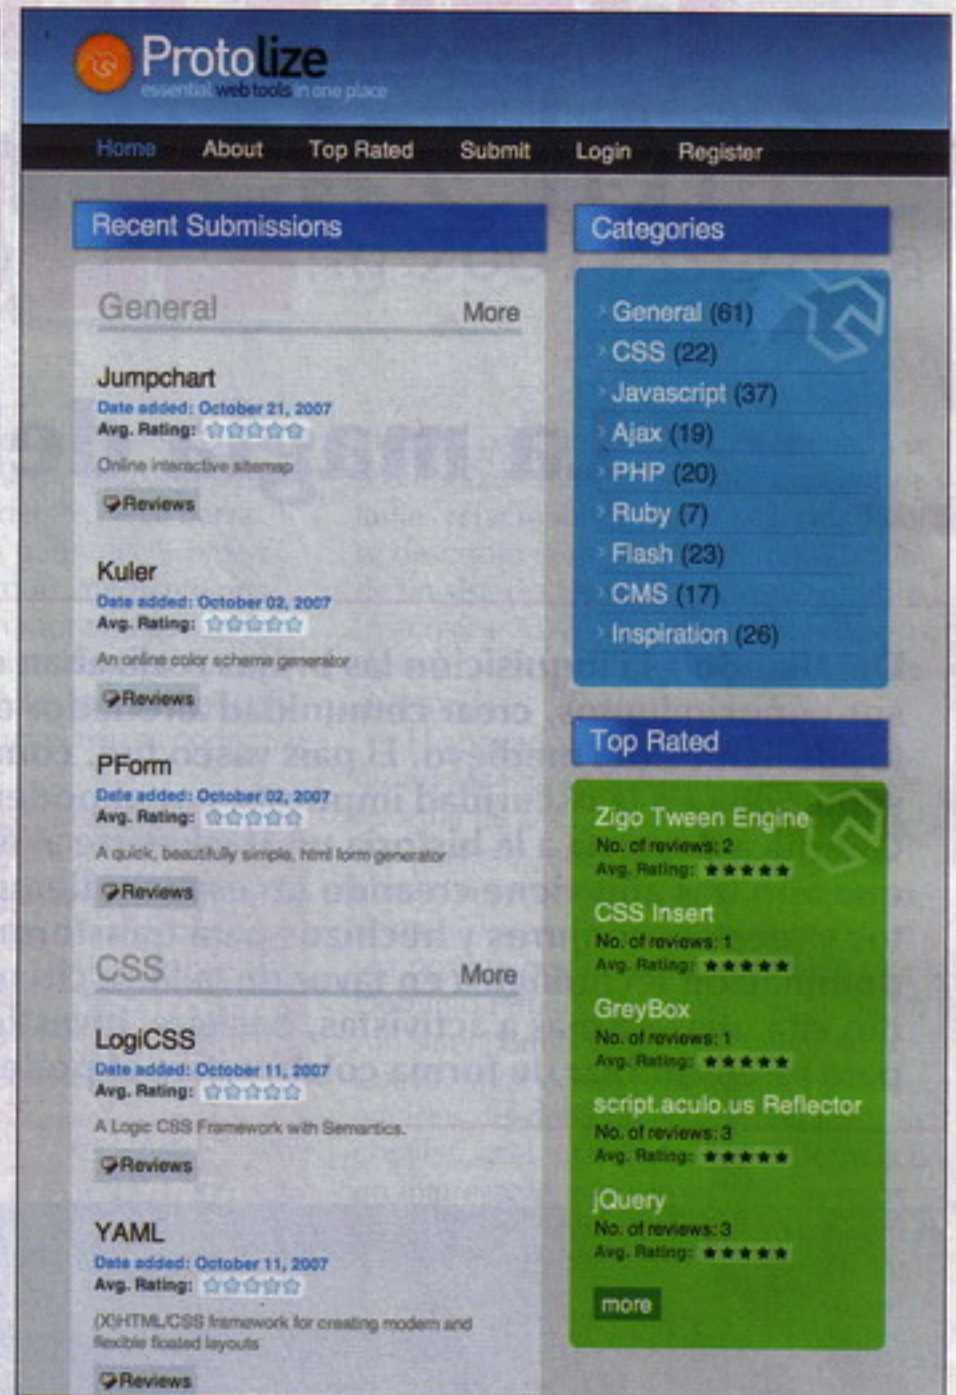 Protolize
essential web tools in one place
Home About Top Rated Submit Login Register
Recent Submissions
General More
Jumpchart
Date added: October 21, 2007
Avg. Rating:
Online interactive sitemap
Reviews
Kuler
Date added: October 02, 2007
Avg. Rating:
An online color scheme generator
Reviews
PForm
Date added: October 02, 2007
Avg. Rating:
A quick, beautifully simple, html form generator
Reviews
CSS More
LogiCSS
Date added: October 11, 2007
Avg. Rating:
A Logic CSS Framework with Semantics.
Reviews
YAML
Date added: October 11, 2007
Avg. Rating:
(X)HTML/CSS framework for creating modern and
flexible floated layouts
Reviews
Categories
General (61)
CSS (22)
Javascript (37)
Ajax (19)
PHP (20)
Ruby (7)
Flash (23)
CMS (17)
Inspiration (26)
Top Rated
Zigo Tween Engine
No. of reviews: 2
Avg. Rating: ★★★★★
CSS Insert
No. of reviews: 1
Avg. Rating: ★★★★★
GreyBox
No. of reviews: 1
Avg. Rating: ★★★★★
script.aculo.us Reflector
No. of reviews: 3
Avg. Rating: ★★★★★
jQuery
No. of reviews: 3
Avg. Rating: ★★★★★
more